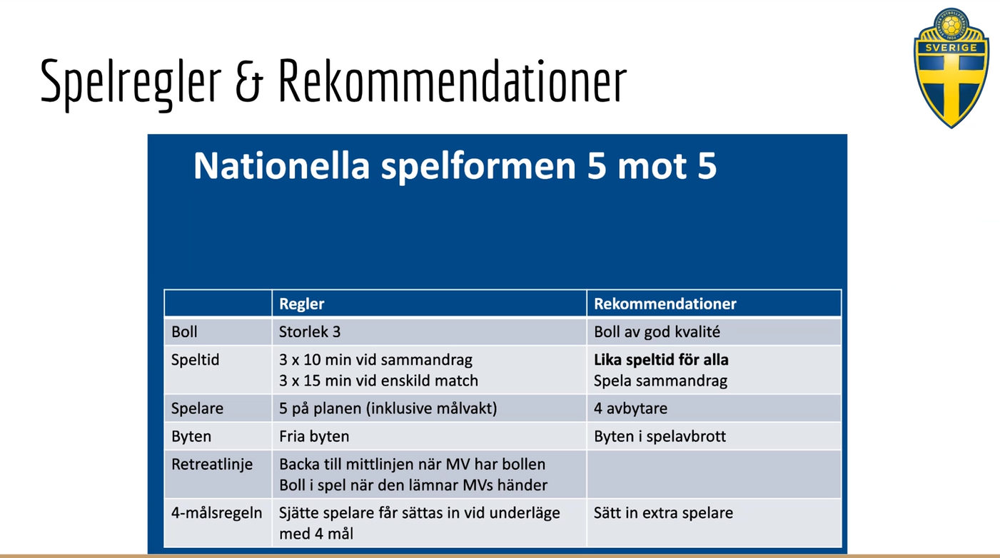 SVERIGE
Spelregler & Rekommendationer
Nationella spelformen 5 mot 5
Regler Rekommendationer
Boll Storlek 3 Boll av god kvalité
Speltid 3 x 10 min vid sammandrag Lika speltid för alla
3 x 15 min vid enskild match Spela sammandrag
Spelare 5 på planen (inklusive målvakt) 4 avbytare
Byten Fria byten Byten i spelavbrott
Retreatlinje Backa till mittlinjen när MV har bollen
Boll i spel när den lämnar MVs händer
4-målsregeln Sjätte spelare får sättas in vid underläge Sätt in extra spelare
med 4 mål